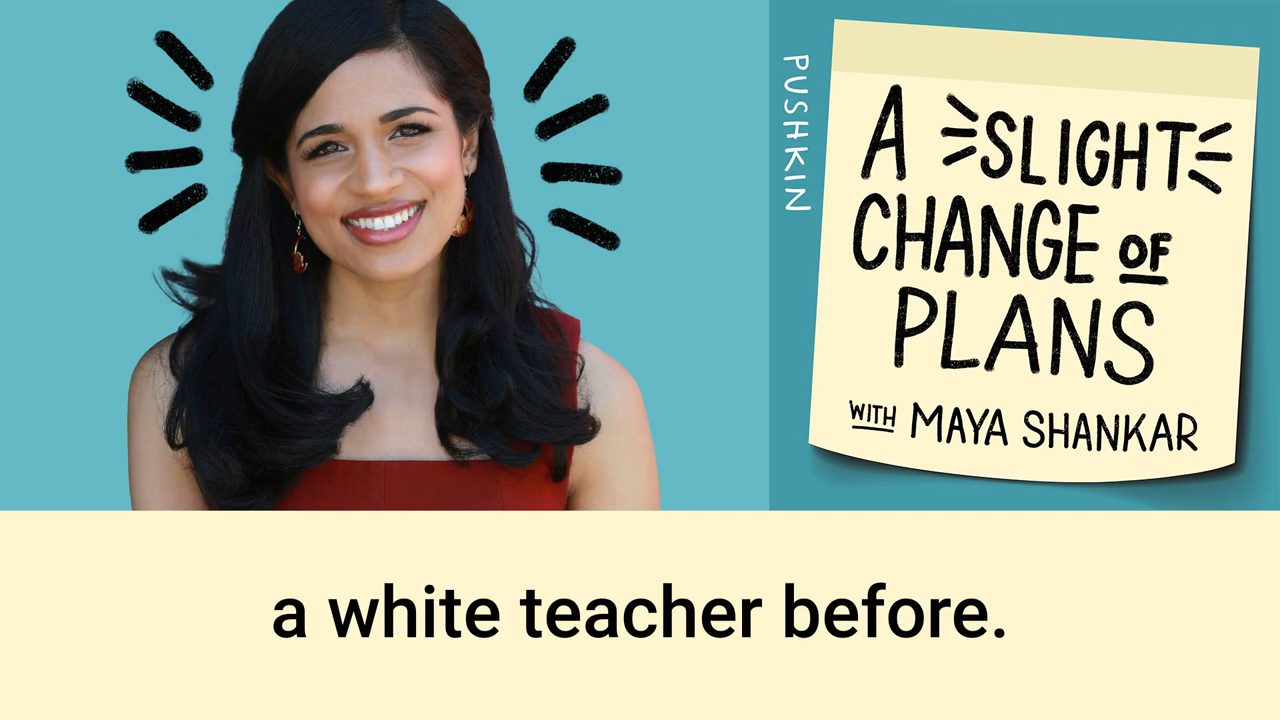 PUSHKIN
A SLIGHT
CHANGE OF
PLANS
WITH MAYA SHANKAR
a white teacher before.